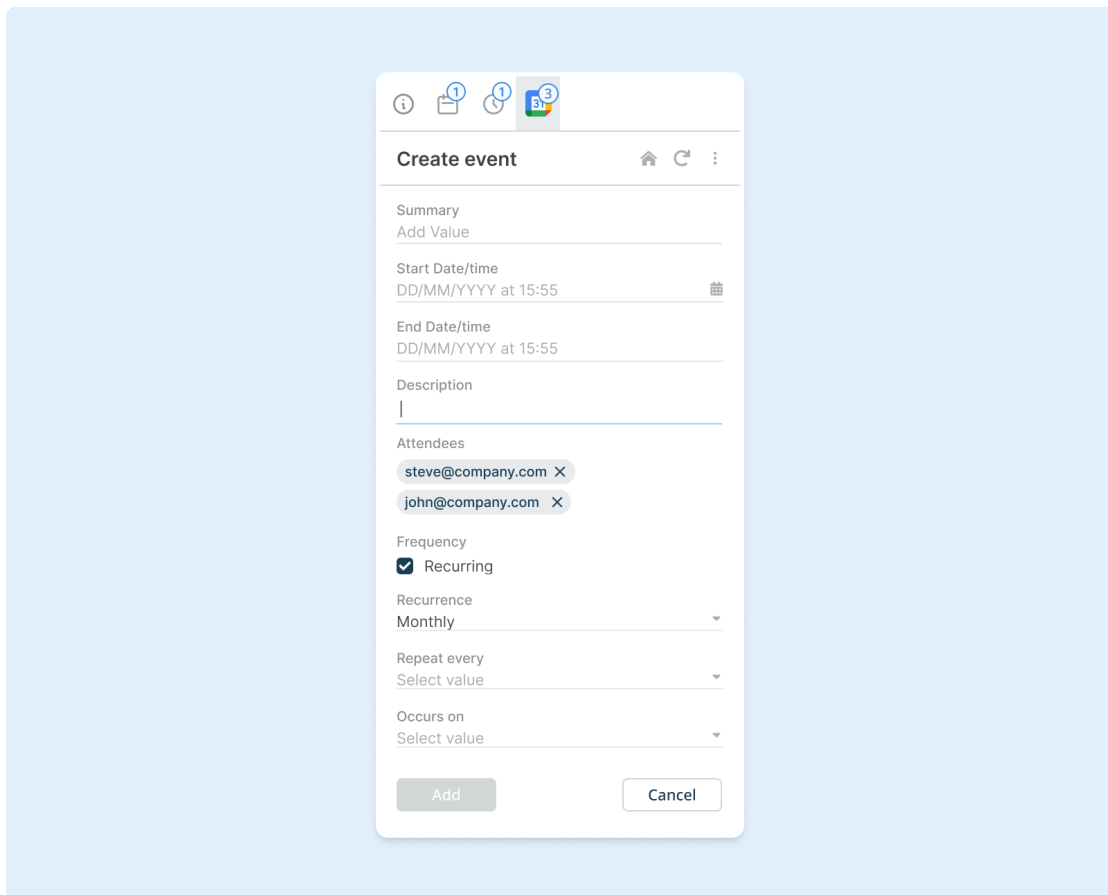 1 1 31 3
Create event
Summary
Add Value
Start Date/time
DD/MM/YYYY at 15:55
End Date/time
DD/MM/YYYY at 15:55
Description
Attendees
steve@company.com
john@company.com
Frequency
Recurring
Recurrence
Monthly
Repeat every
Select value
Occurs on
Select value
Add Cancel